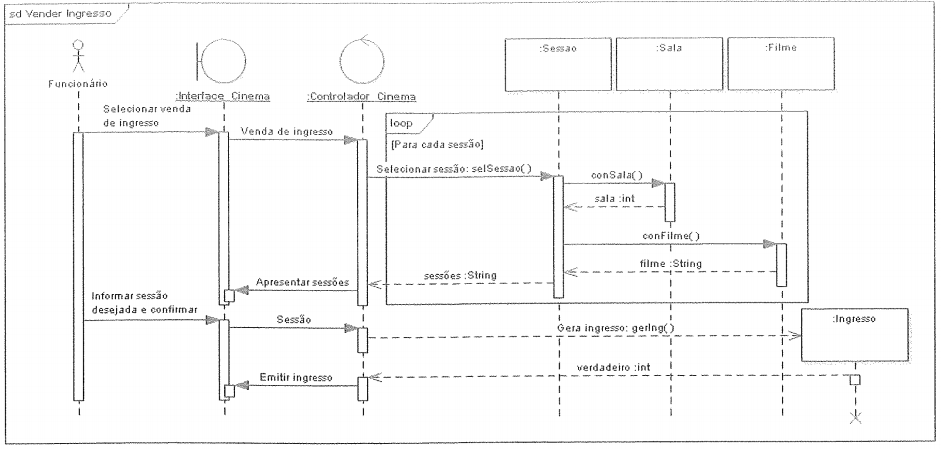 sd Vender Ingresso
Funcionário
:Interface_Cinema
:Controlador_Cinema
:Sessao
:Sala
:Filme
Selecionar venda
de ingresso
Venda de ingresso
loop
[Para cada sessão]
Selecionar sessão: selSessao()
conSala()
sala :int
conFilme()
filme :String
sessões :String
Apresentar sessões
Informar sessão
desejada e confirmar
Sessão
Gera ingresso: gerIng()
:Ingresso
verdadeiro :int
Emitir ingresso